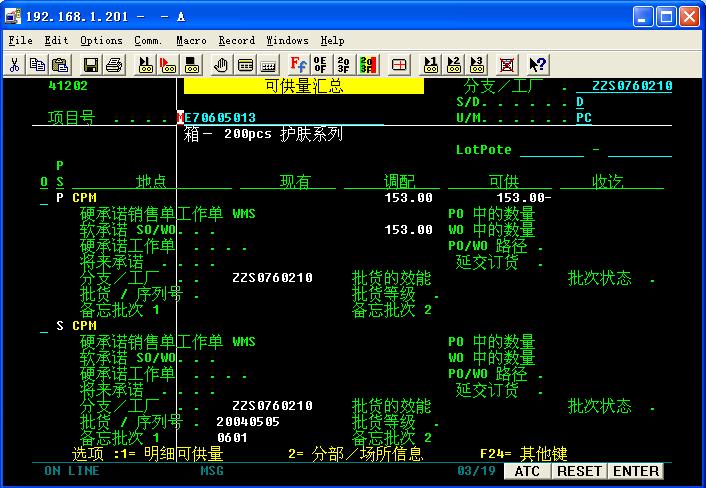 192.168.1.201 - - A
File Edit Options Comm. Macro Record Windows Help
41202 可供量汇总 分支／工厂 . ZZS0760210
S/D. . . . . . D
项目号 . . . . ME70605013 U/M. . . . . . PC
箱— 200pcs 护肤系列
LotPote -
P
O S 地点 现有 调配 可供 收讫
_ P CPM 153.00 153.00-
硬承诺销售单工作单 WMS PO 中的数量
软承诺 SO/WO. . . 153.00 WO 中的数量
硬承诺工作单 . . . . . PO/WO 路径 .
将来承诺 . . . 延交订货 .
分支／工厂 . . ZZS0760210 批货的效能 批次状态 .
批货 / 序列号 . 批货等级 .
备忘批次 1 备忘批次 2
_ S CPM
硬承诺销售单工作单 WMS PO 中的数量
软承诺 SO/WO. . . WO 中的数量
硬承诺工作单 . . . . . PO/WO 路径 .
将来承诺 . . . 延交订货 .
分支／工厂 . . ZZS0760210 批货的效能 批次状态 .
批货 / 序列号 . 20040505 批货等级 .
备忘批次 1 0601 备忘批次 2
选项 :1= 明细可供量 2= 分部／场所信息 F24= 其他键
ON LINE MSG 03/19 ATC RESET ENTER